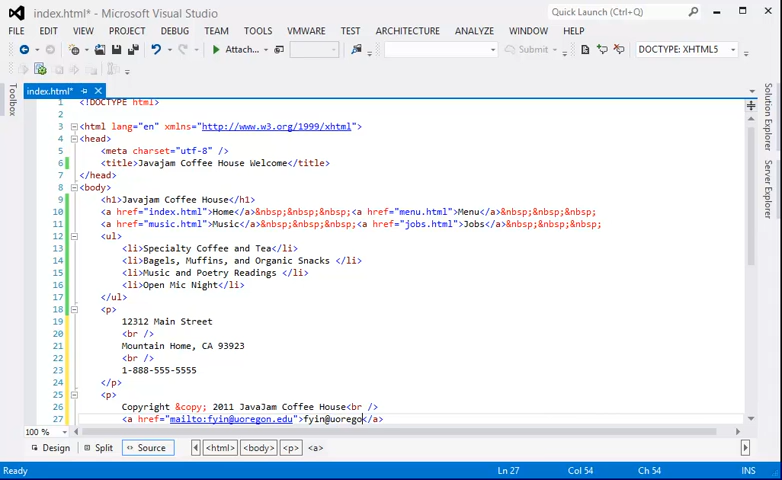 index.html* - Microsoft Visual Studio
Quick Launch (Ctrl+Q)
FILE EDIT VIEW PROJECT DEBUG TEAM TOOLS VMWARE TEST ARCHITECTURE ANALYZE WINDOW HELP
Attach... Submit DOCTYPE: XHTML5
Toolbox
index.html*
Solution Explorer
Server Explorer
1 <!DOCTYPE html>
2
3 <html lang="en" xmlns="http://www.w3.org/1999/xhtml">
4 <head>
5 <meta charset="utf-8" />
6 <title>Javajam Coffee House Welcome</title>
7 </head>
8 <body>
9 <h1>Javajam Coffee House</h1>
10 <a href="index.html">Home</a>&nbsp;&nbsp;&nbsp;<a href="menu.html">Menu</a>&nbsp;&nbsp;&nbsp;
11 <a href="music.html">Music</a>&nbsp;&nbsp;&nbsp;<a href="jobs.html">Jobs</a>&nbsp;&nbsp;&nbsp;
12 <ul>
13 <li>Specialty Coffee and Tea</li>
14 <li>Bagels, Muffins, and Organic Snacks </li>
15 <li>Music and Poetry Readings </li>
16 <li>Open Mic Night</li>
17 </ul>
18 <p>
19 12312 Main Street
20 <br />
21 Mountain Home, CA 93923
22 <br />
23 1-888-555-5555
24 </p>
25 <p>
26 Copyright &copy; 2011 JavaJam Coffee House<br />
27 <a href="mailto:fyin@uoregon.edu">fyin@uorego</a>
100 %
Design Split Source <html> <body> <p> <a>
Ready Ln 27 Col 54 Ch 54 INS